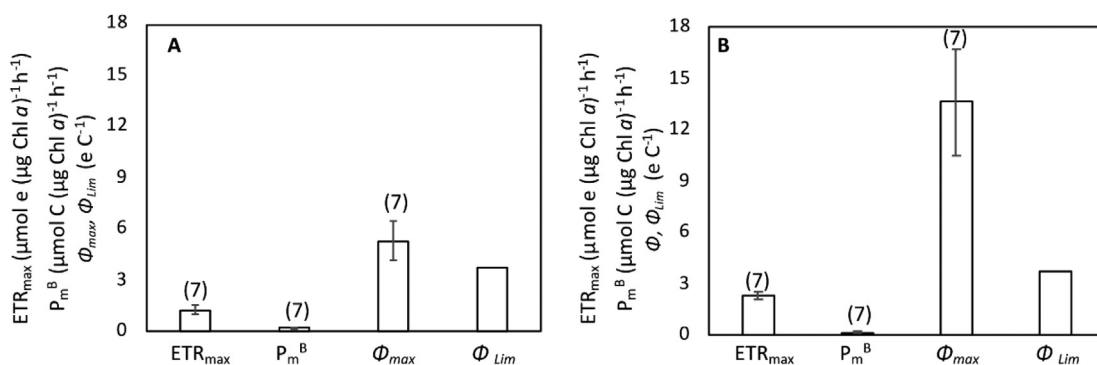 ETRmax (µmol e (µg Chl a)-1 h-1)
PmB (µmol C (µg Chl a)-1 h-1)
Φmax, ΦLim (e C-1)
18
15
12
9
6
3
0
A
(7)
(7)
(7)
ETRmax
PmB
Φmax
Φ Lim
ETRmax (µmol e (µg Chl a)-1 h-1)
PmB (µmol C (µg Chl a)-1 h-1)
Φ, ΦLim (e C-1)
18
15
12
9
6
3
0
B
(7)
(7)
(7)
ETRmax
PmB
Φmax
Φ Lim